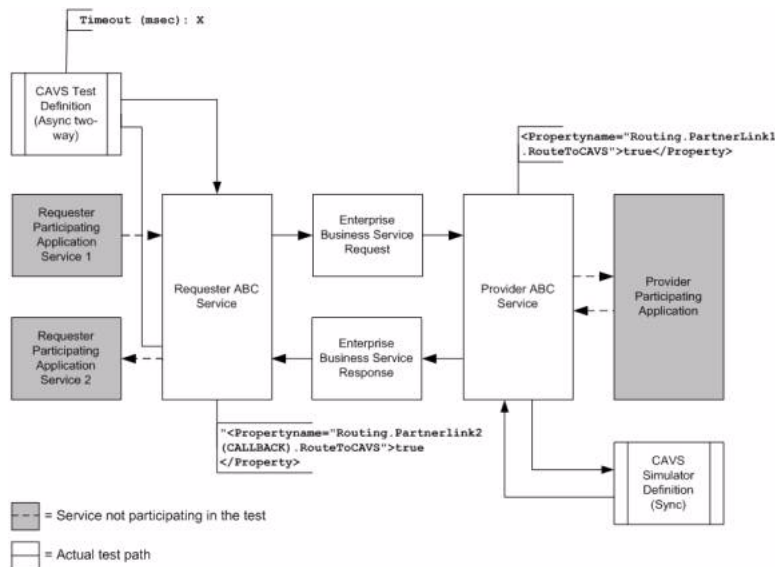 Timeout (msec): X
CAVS Test
Definition
(Async two-
way)
<Propertyname="Routing.PartnerLink1
.RouteToCAVS">true</Property>
Requester
Participating
Application
Service 1
Requester ABC
Service
Enterprise
Business Service
Request
Provider ABC
Service
Provider
Participating
Application
Requester
Participating
Application
Service 2
Enterprise
Business Service
Response
"<Propertyname="Routing.Partnerlink2
(CALLBACK).RouteToCAVS">true
</Property>
CAVS
Simulator
Definition
(Sync)
= Service not participating in the test
= Actual test path